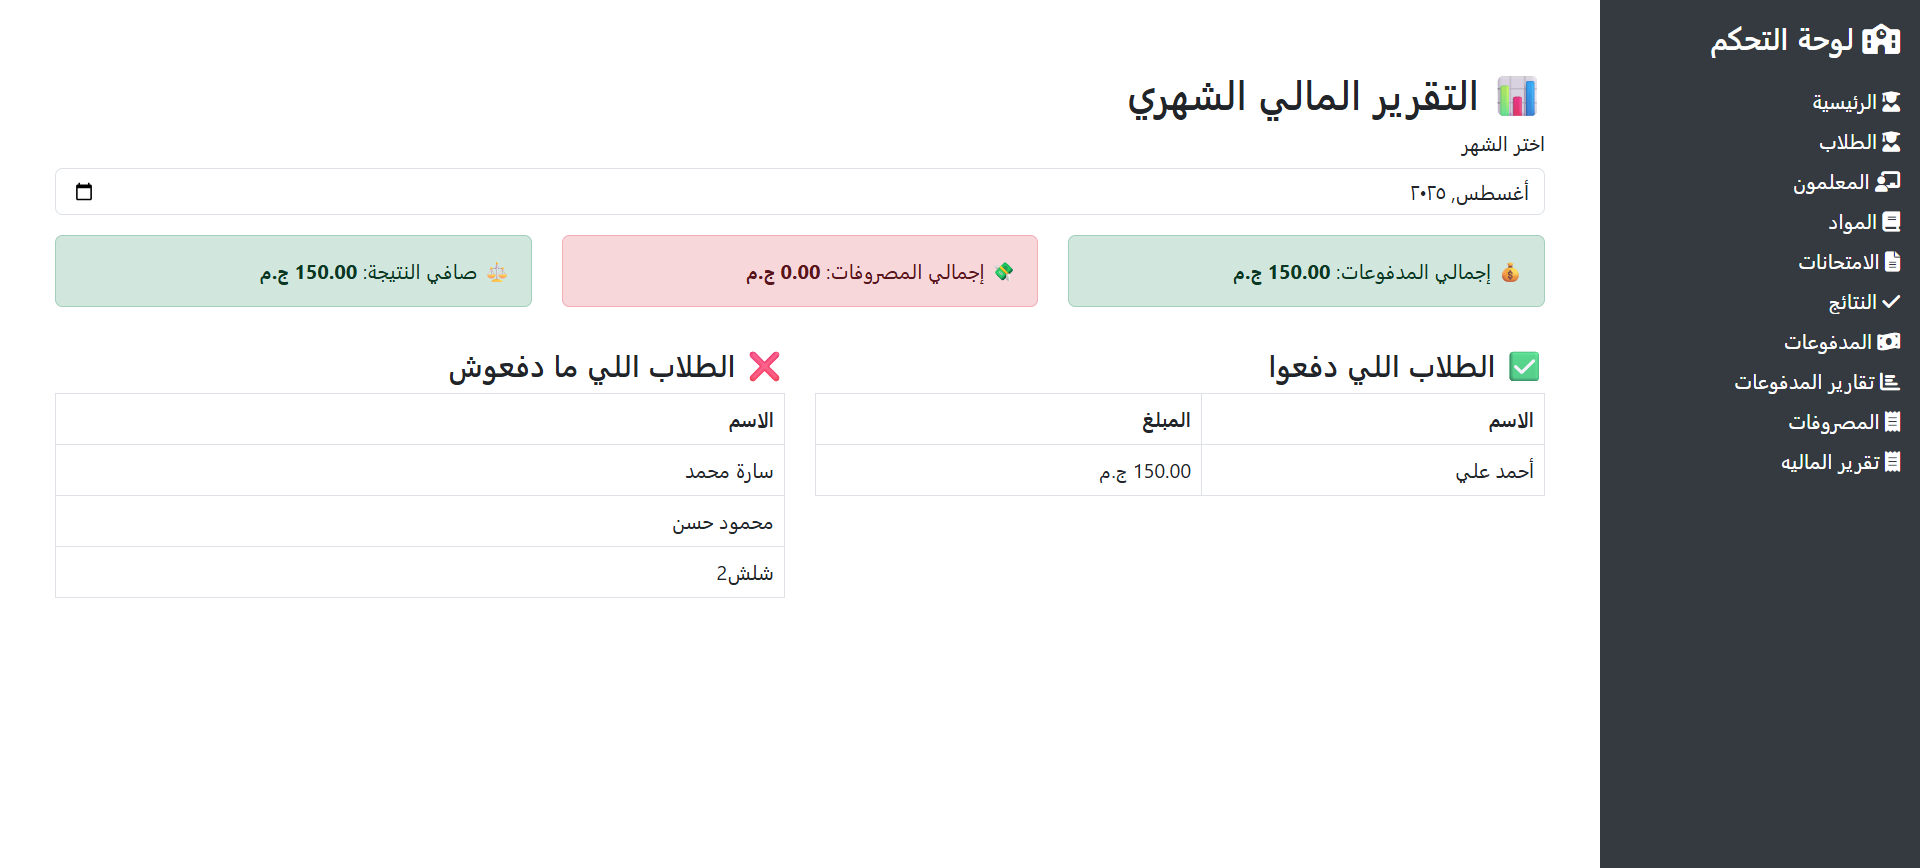 لوحة التحكم
الرئيسية
الطلاب
المعلمون
المواد
الامتحانات
النتائج
المدفوعات
تقارير المدفوعات
المصروفات
تقرير الماليه
📊 التقرير المالي الشهري
اختر الشهر
أغسطس, ٢٠٢٥
💰 إجمالي المدفوعات: 150.00 ج.م
💸 إجمالي المصروفات: 0.00 ج.م
⚖️ صافي النتيجة: 150.00 ج.م
✅ الطلاب اللي دفعوا
الاسم المبلغ
أحمد علي 150.00 ج.م
❌ الطلاب اللي ما دفعوش
الاسم
سارة محمد
محمود حسن
شلش2